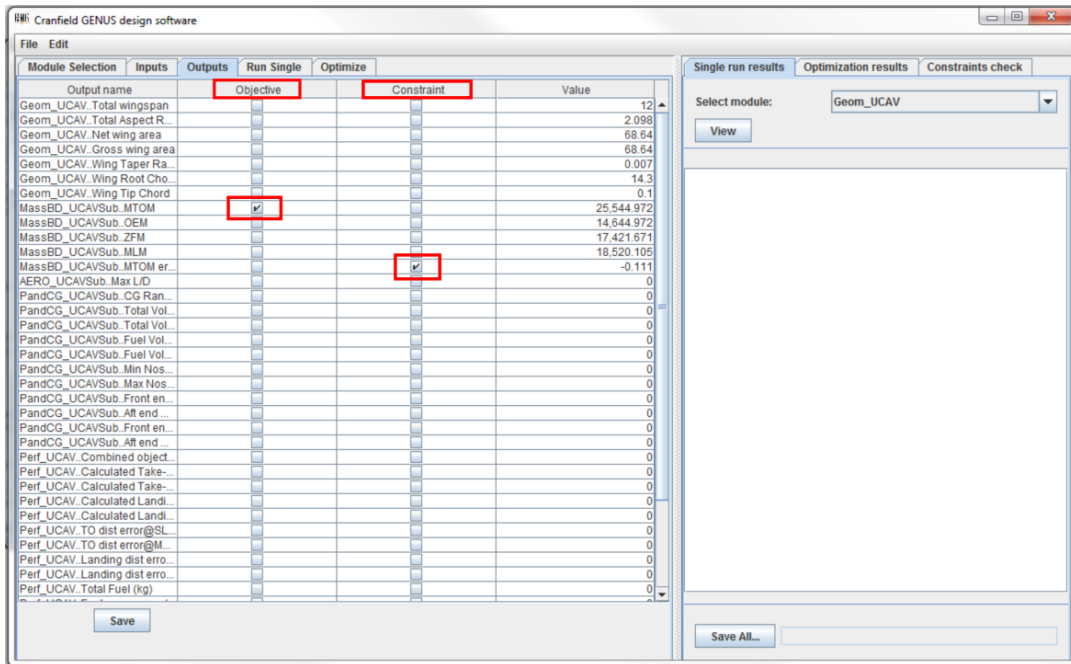 Cranfield GENUS design software
File Edit
Module Selection Inputs Outputs Run Single Optimize
Output name Objective Constraint Value
Geom_UCAV..Total wingspan 12
Geom_UCAV..Total Aspect R... 2.098
Geom_UCAV..Net wing area 68.64
Geom_UCAV..Gross wing area 68.64
Geom_UCAV..Wing Taper Ra... 0.007
Geom_UCAV..Wing Root Cho... 14.3
Geom_UCAV..Wing Tip Chord 0.1
MassBD_UCAVSub..MTOM 25,544.972
MassBD_UCAVSub..OEM 14,644.972
MassBD_UCAVSub..ZFM 17,421.671
MassBD_UCAVSub..MLM 18,520.105
MassBD_UCAVSub..MTOM er... -0.111
AERO_UCAVSub..Max L/D 0
PandCG_UCAVSub..CG Ran... 0
PandCG_UCAVSub..Total Vol... 0
PandCG_UCAVSub..Total Vol... 0
PandCG_UCAVSub..Fuel Vol... 0
PandCG_UCAVSub..Fuel Vol... 0
PandCG_UCAVSub..Min Nos... 0
PandCG_UCAVSub..Max Nos... 0
PandCG_UCAVSub..Front en... 0
PandCG_UCAVSub..Aft end ... 0
PandCG_UCAVSub..Front en... 0
PandCG_UCAVSub..Aft end ... 0
Perf_UCAV..Combined object... 0
Perf_UCAV..Calculated Take-... 0
Perf_UCAV..Calculated Take-... 0
Perf_UCAV..Calculated Landi... 0
Perf_UCAV..Calculated Landi... 0
Perf_UCAV..TO dist error@SL... 0
Perf_UCAV..TO dist error@M... 0
Perf_UCAV..Landing dist erro... 0
Perf_UCAV..Landing dist erro... 0
Perf_UCAV..Total Fuel (kg) 0
Save
Single run results Optimization results Constraints check
Select module: Geom_UCAV
View
Save All...